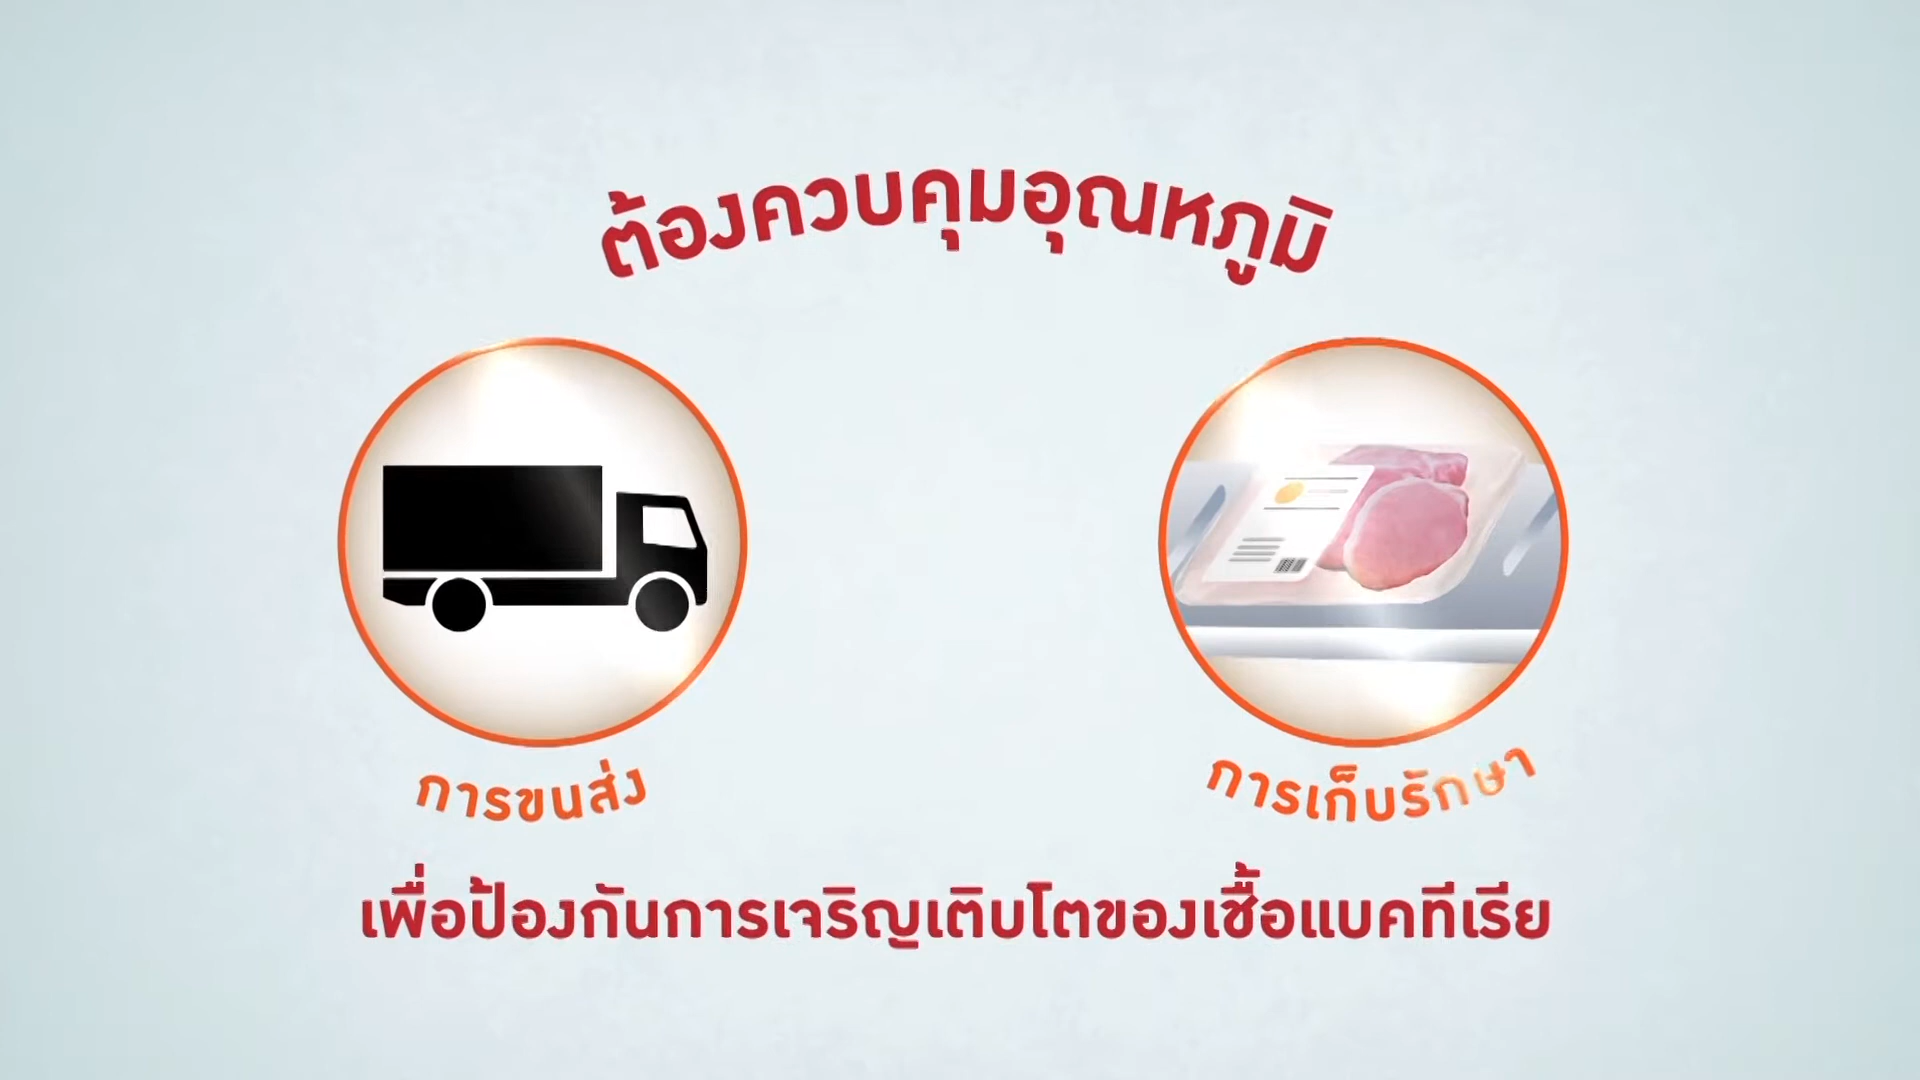 ต้องควบคุมอุณหภูมิ
การขนส่ง
การเก็บรักษา
เพื่อป้องกันการเจริญเติบโตของเชื้อแบคทีเรีย